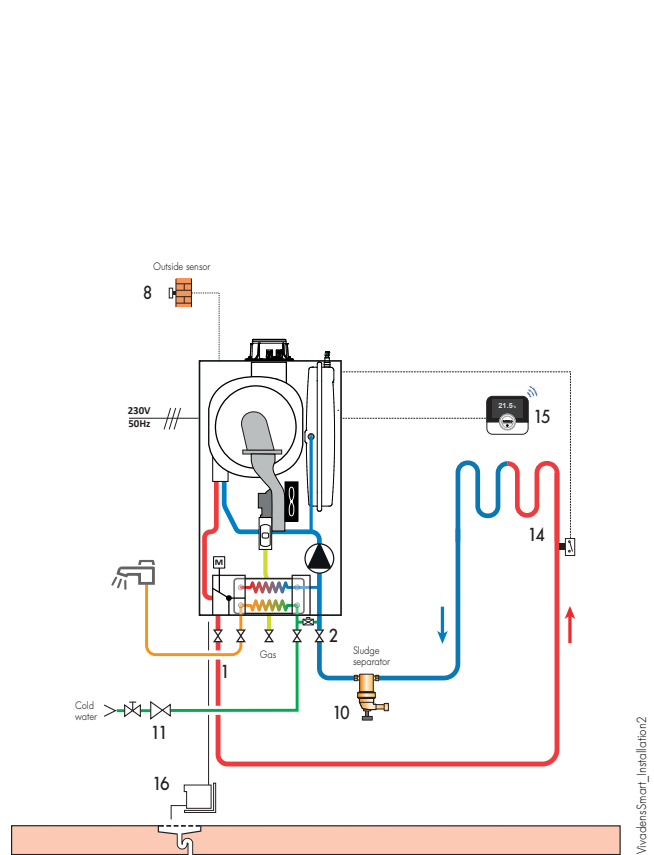 Outside sensor
8
230V
50Hz
21.5
15
14
M
2
Gas
Sludge
separator
1
10
Cold
water
11
16
VivadensSmart_Installation2